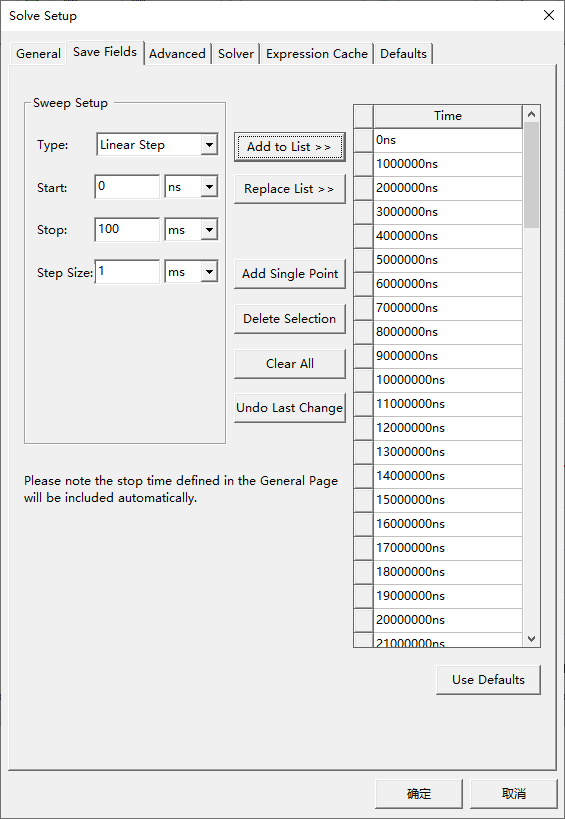 Solve Setup
General Save Fields Advanced Solver Expression Cache Defaults
Sweep Setup
Type: Linear Step
Start: 0 ns
Stop: 100 ms
Step Size: 1 ms
Add to List >>
Replace List >>
Add Single Point
Delete Selection
Clear All
Undo Last Change
Please note the stop time defined in the General Page
will be included automatically.
Time
0ns
1000000ns
2000000ns
3000000ns
4000000ns
5000000ns
6000000ns
7000000ns
8000000ns
9000000ns
10000000ns
11000000ns
12000000ns
13000000ns
14000000ns
15000000ns
16000000ns
17000000ns
18000000ns
19000000ns
20000000ns
21000000ns
Use Defaults
确定 取消